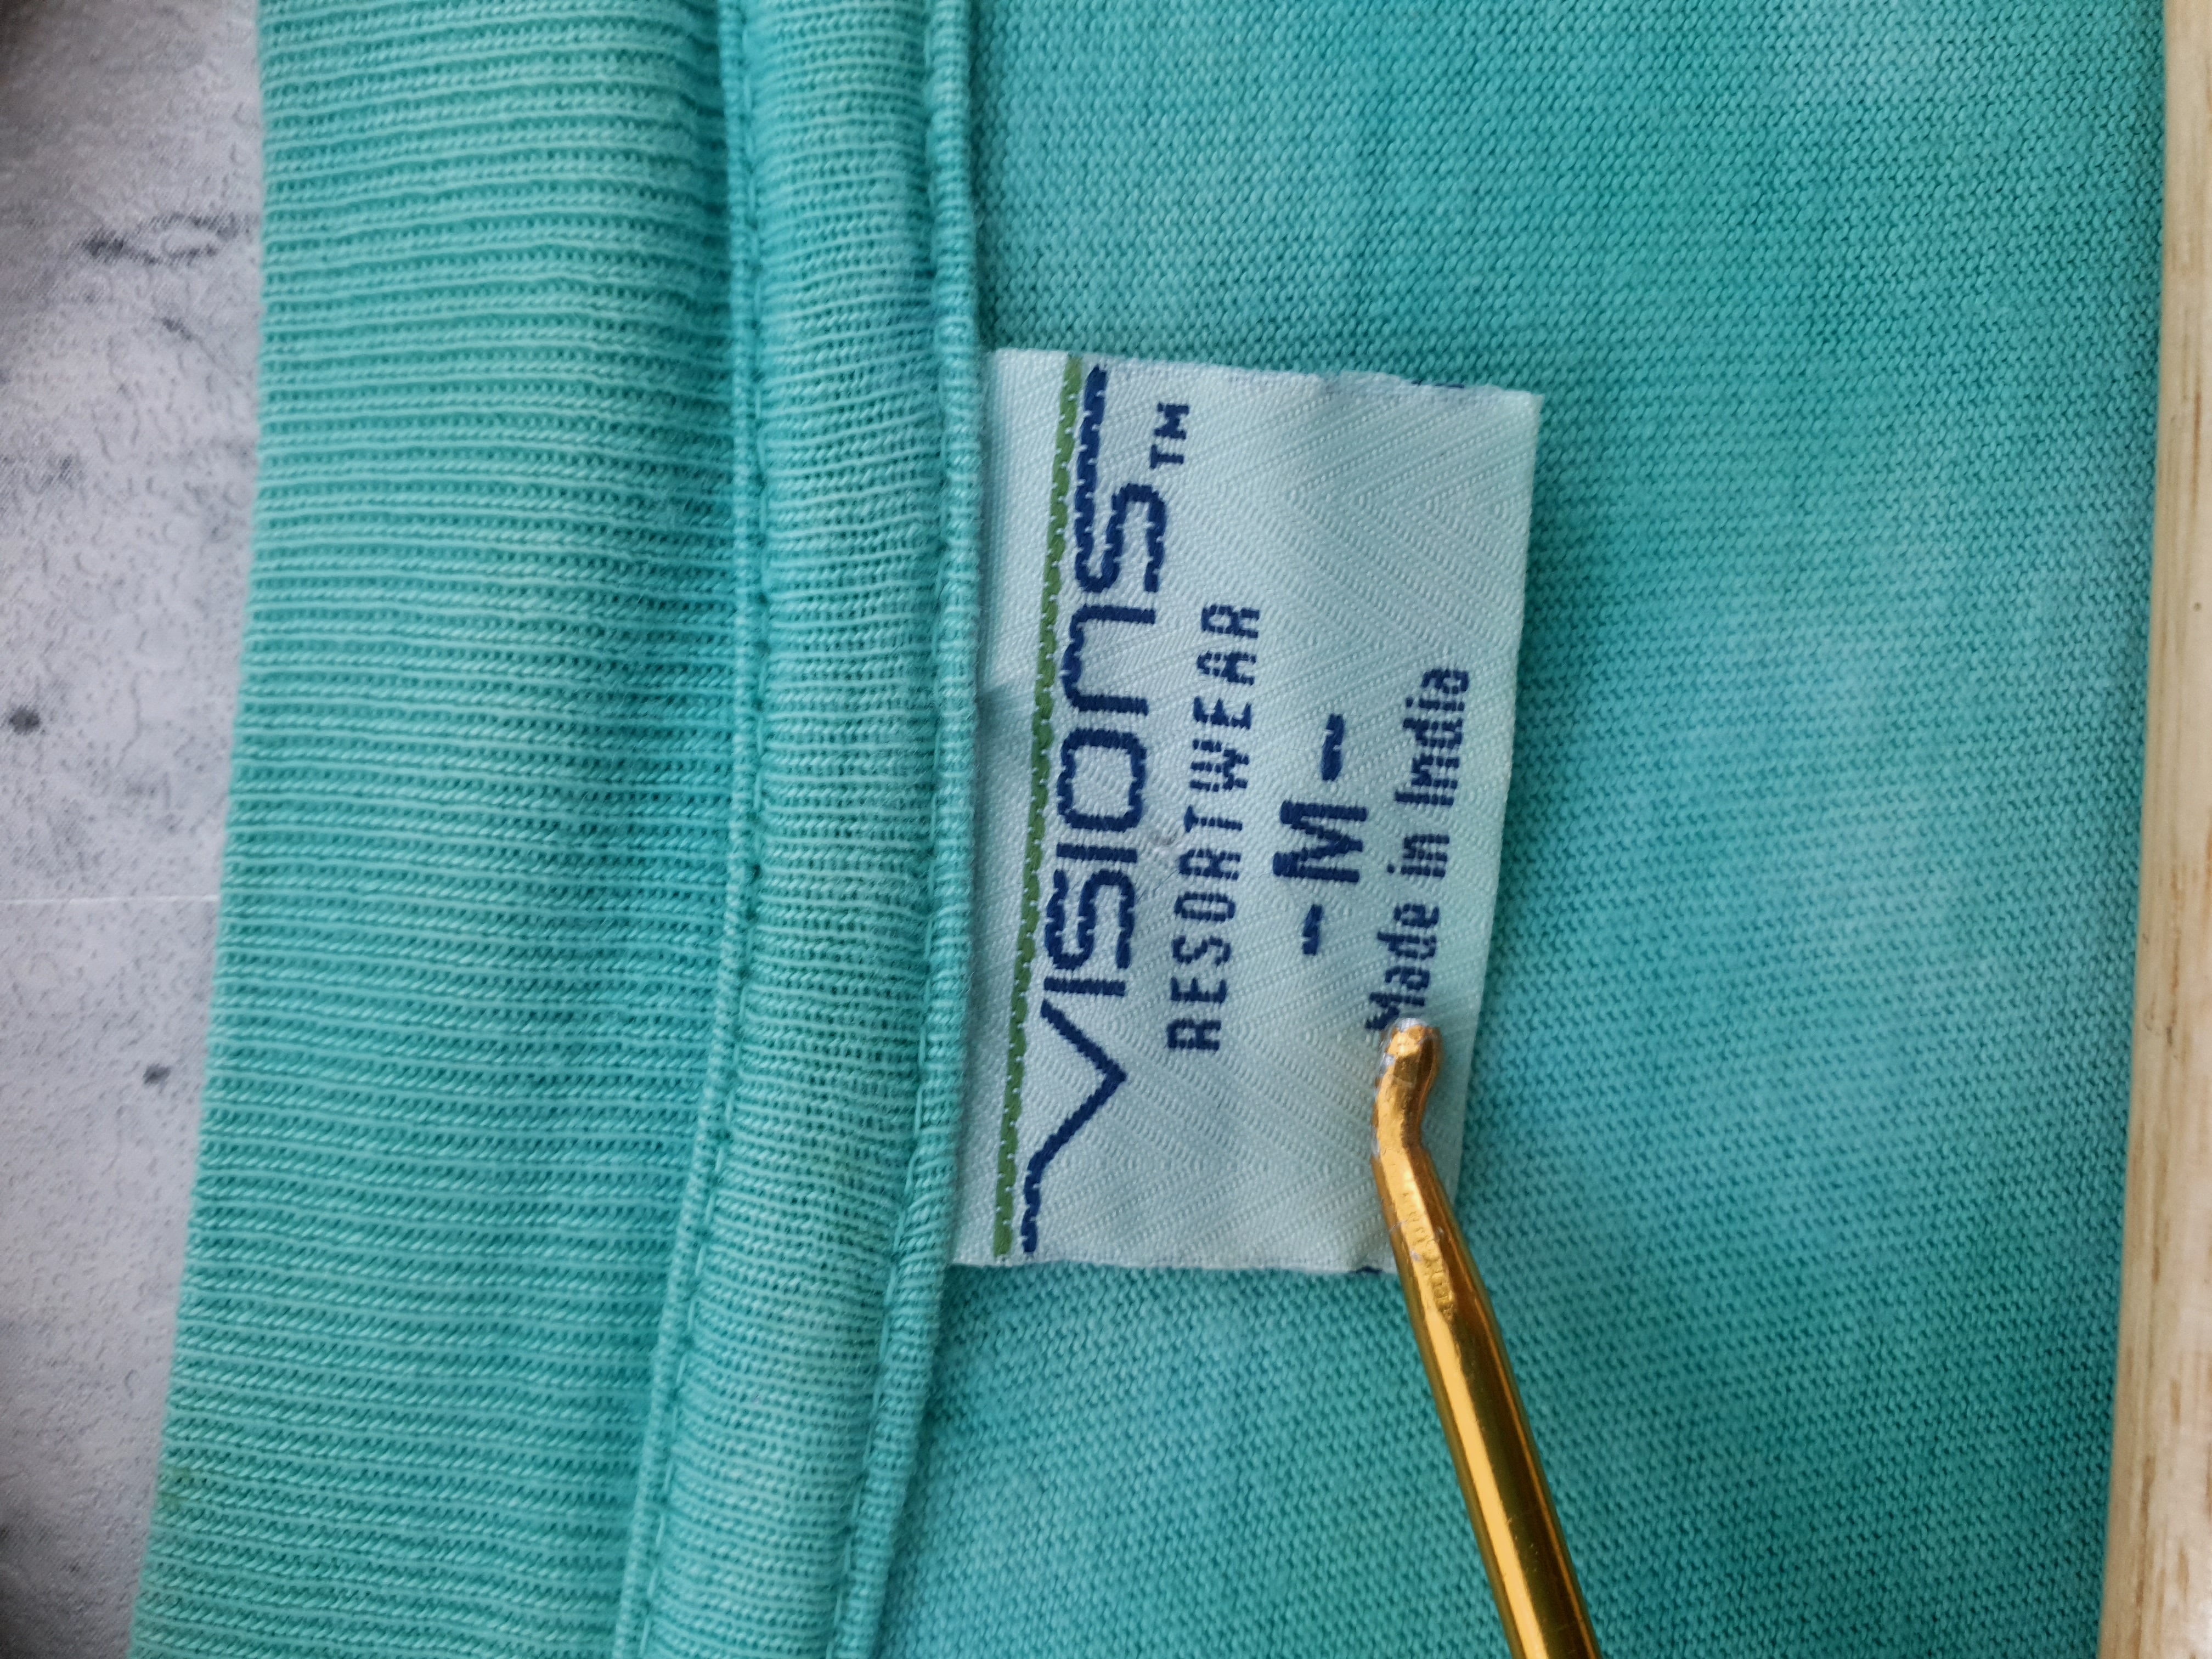 VISIONS™
RESORTWEAR
-M-
Made in India